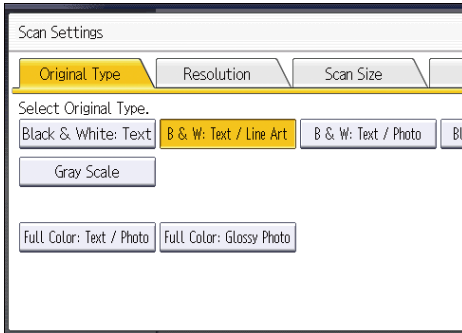 Scan Settings
Original Type Resolution Scan Size
Select Original Type.
Black & White: Text B & W: Text / Line Art B & W: Text / Photo Bl
Gray Scale
Full Color: Text / Photo Full Color: Glossy Photo